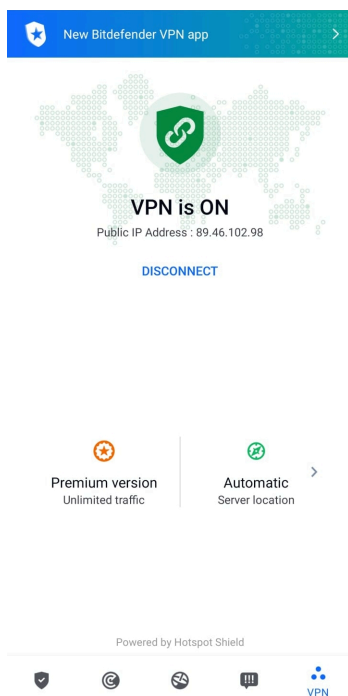 New Bitdefender VPN app
VPN is ON
Public IP Address : 89.46.102.98
DISCONNECT
Premium version
Unlimited traffic
Automatic
Server location
Powered by Hotspot Shield
VPN